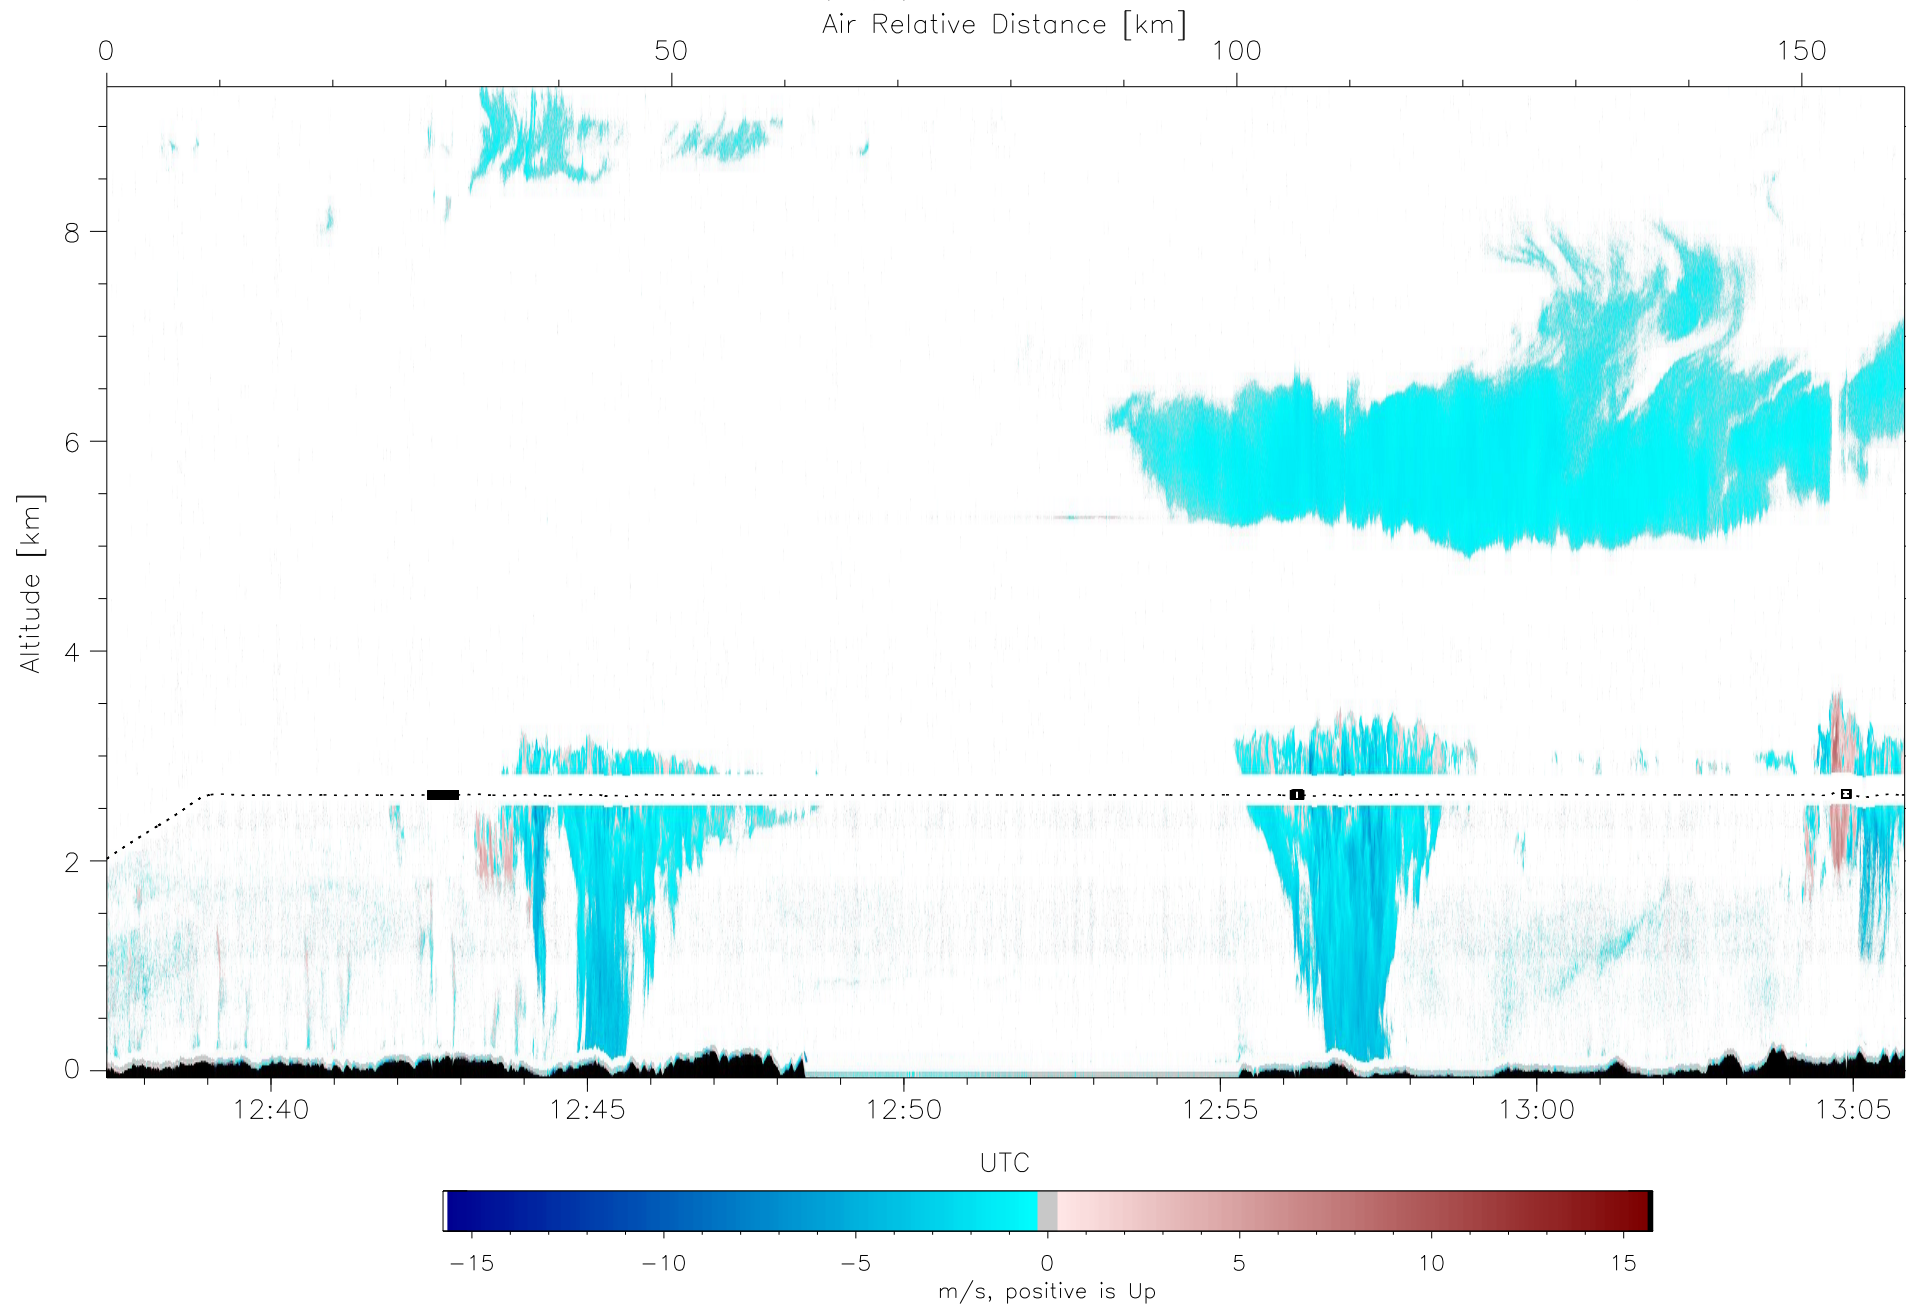 Air Relative Distance [km]
0 50 100 150
8
6
4
2
0
Altitude [km]
12:40 12:45 12:50 12:55 13:00 13:05
UTC
-15 -10 -5 0 5 10 15
m/s, positive is Up